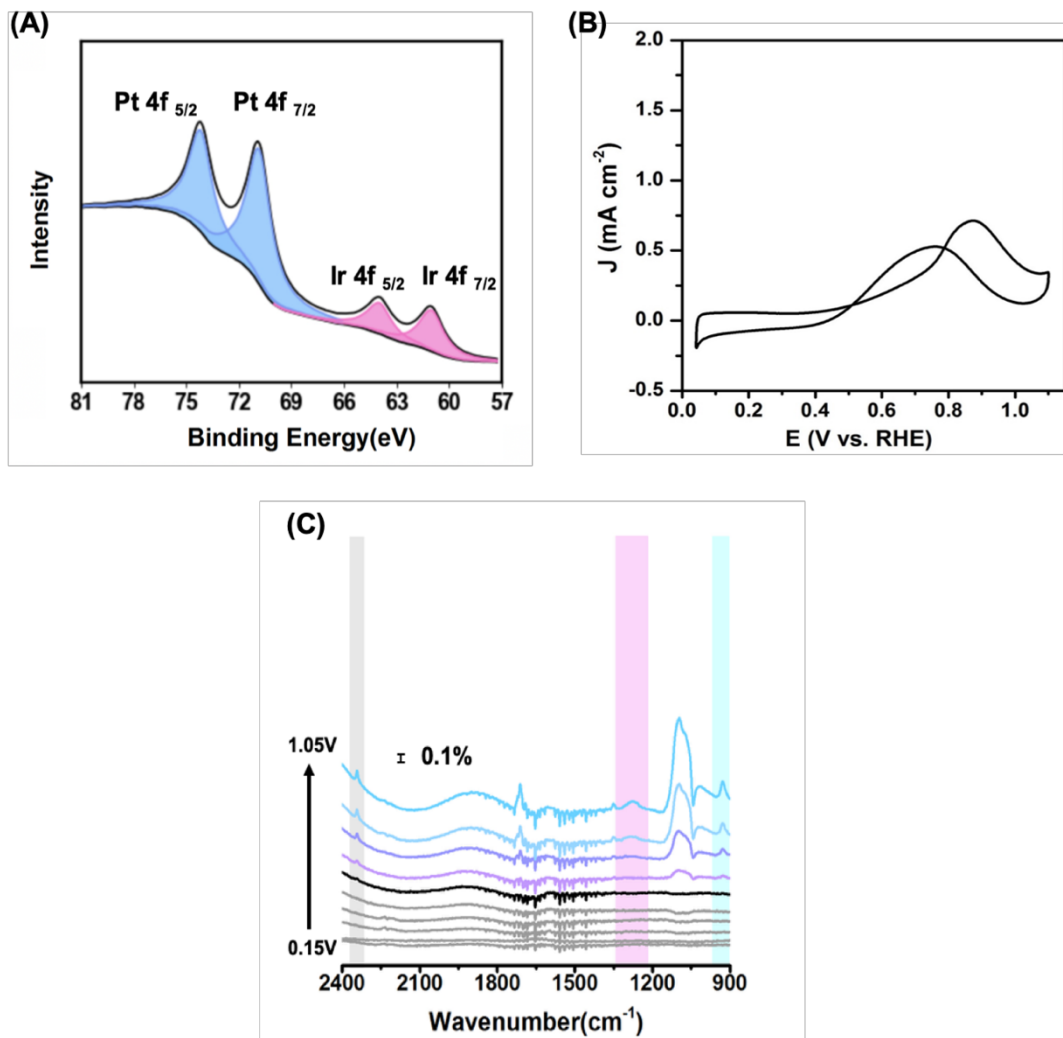 (A)
Pt 4f 5/2 Pt 4f 7/2
Ir 4f 5/2 Ir 4f 7/2
Intensity
81 78 75 72 69 66 63 60 57
Binding Energy(eV)
(B)
2.0
1.5
1.0
0.5
0.0
-0.5
J (mA cm-2)
0.0 0.2 0.4 0.6 0.8 1.0
E (V vs. RHE)
(C)
1.05V
0.1%
0.15V
2400 2100 1800 1500 1200 900
Wavenumber(cm-1)